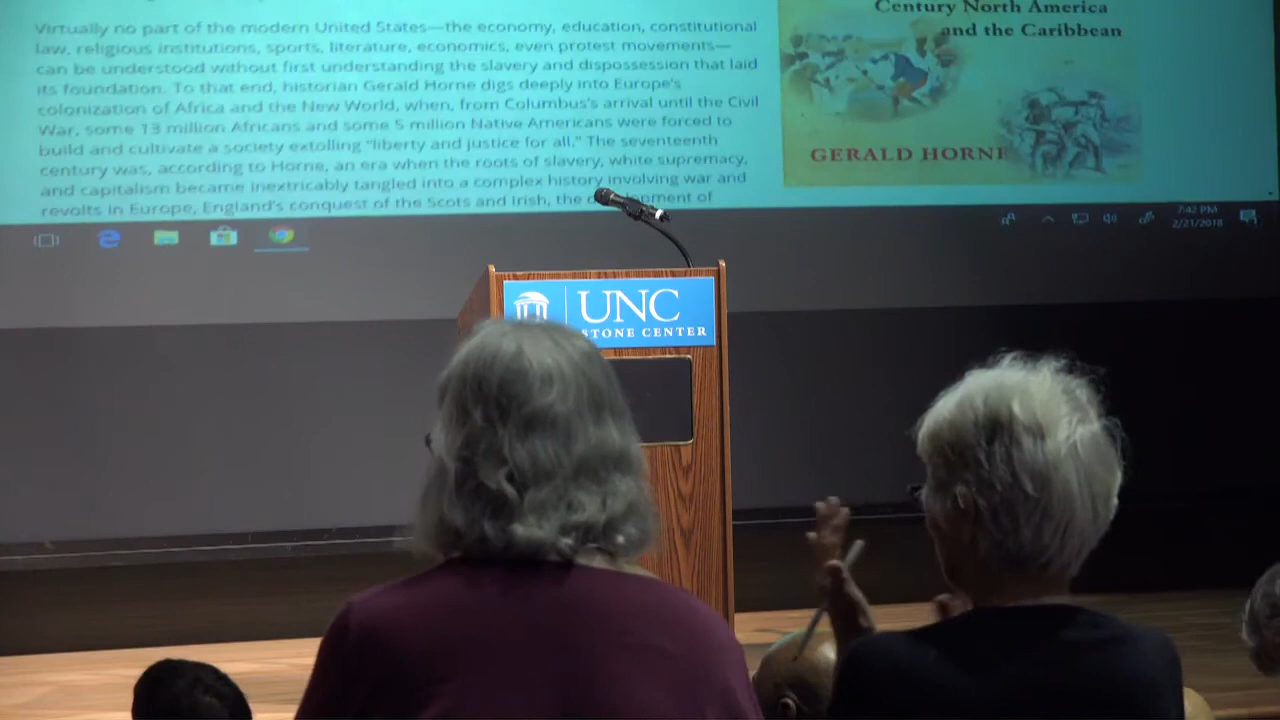 Virtually no part of the modern United States—the economy, education, constitutional
law, religious institutions, sports, literature, economics, even protest movements—
can be understood without first understanding the slavery and dispossession that laid
its foundation. To that end, historian Gerald Horne digs deeply into Europe's
colonization of Africa and the New World, when, from Columbus's arrival until the Civil
War, some 13 million Africans and some 5 million Native Americans were forced to
build and cultivate a society extolling "liberty and justice for all." The seventeenth
century was, according to Horne, an era when the roots of slavery, white supremacy,
and capitalism became inextricably tangled into a complex history involving war and
revolts in Europe, England's conquest of the Scots and Irish, the of
Century North America
and the Caribbean
GERALD HORNE
7:42 PM
2/21/2018
UNC
STONE CENTER